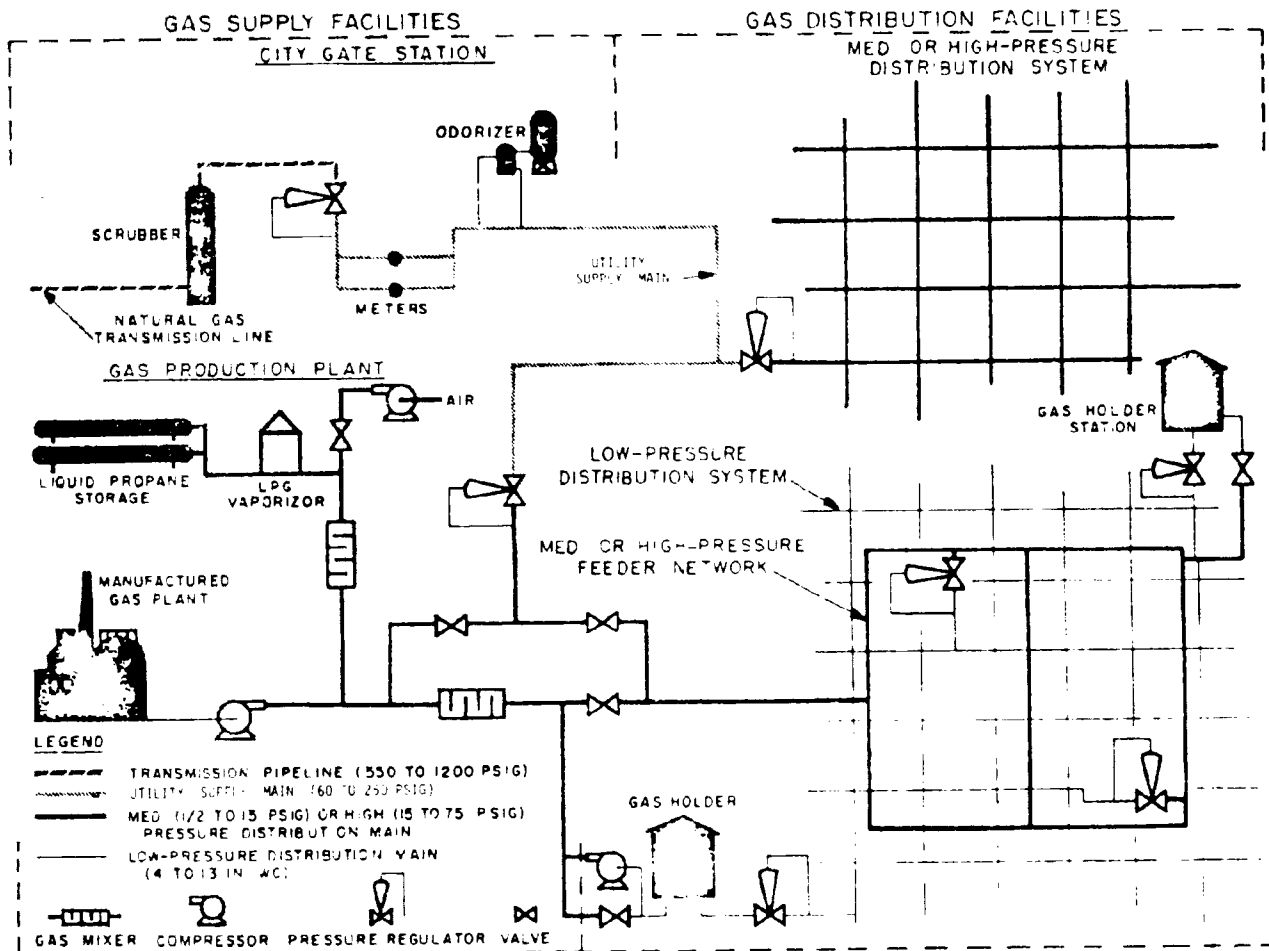 GAS SUPPLY FACILITIES
CITY GATE STATION
GAS DISTRIBUTION FACILITIES
MED OR HIGH-PRESSURE
DISTRIBUTION SYSTEM
ODORIZER
SCRUBBER
METERS
NATURAL GAS
TRANSMISSION LINE
UTILITY
SUPPLY MAIN
GAS PRODUCTION PLANT
AIR
LIQUID PROPANE
STORAGE
LPG
VAPORIZOR
GAS HOLDER
STATION
LOW-PRESSURE
DISTRIBUTION SYSTEM
MED OR HIGH-PRESSURE
FEEDER NETWORK
MANUFACTURED
GAS PLANT
GAS HOLDER
LEGEND
TRANSMISSION PIPELINE (550 TO 1200 PSIG)
UTILITY SUPPLY MAIN (60 TO 250 PSIG)
MED (1/2 TO 15 PSIG) OR HIGH (15 TO 75 PSIG)
PRESSURE DISTRIBUTION MAIN
LOW-PRESSURE DISTRIBUTION MAIN
(4 TO 13 IN WC)
GAS MIXER COMPRESSOR PRESSURE REGULATOR VALVE